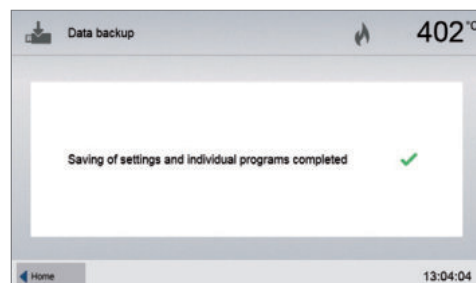 Data backup
402 °C
Saving of settings and individual programs completed
Home
13:04:04